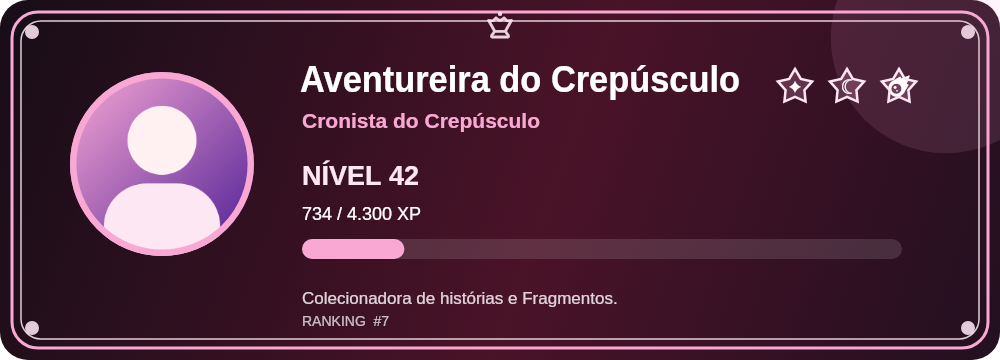 Aventureira do Crepúsculo
Cronista do Crepúsculo
NÍVEL 42
734 / 4.300 XP
Colecionadora de histórias e Fragmentos.
RANKING #7